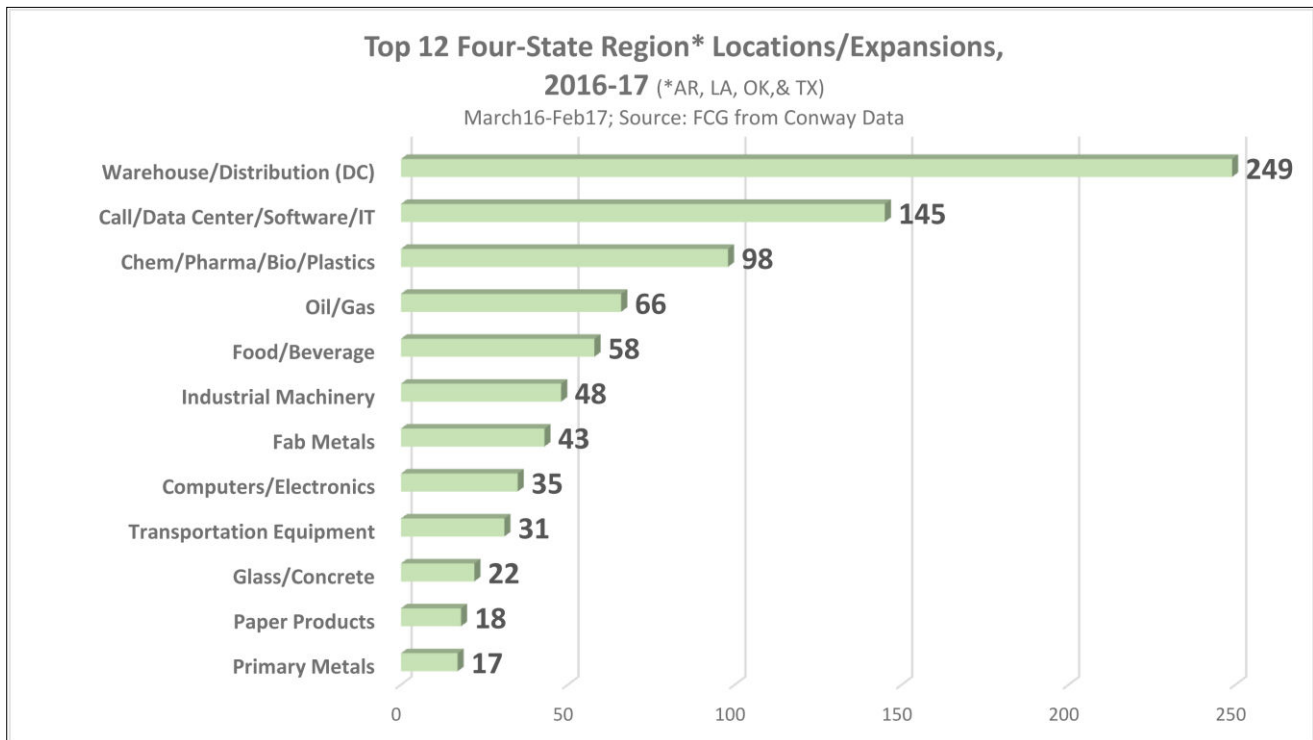 Top 12 Four-State Region* Locations/Expansions,
2016-17 (*AR, LA, OK,& TX)
March16-Feb17; Source: FCG from Conway Data
Warehouse/Distribution (DC) 249
Call/Data Center/Software/IT 145
Chem/Pharma/Bio/Plastics 98
Oil/Gas 66
Food/Beverage 58
Industrial Machinery 48
Fab Metals 43
Computers/Electronics 35
Transportation Equipment 31
Glass/Concrete 22
Paper Products 18
Primary Metals 17
0 50 100 150 200 250